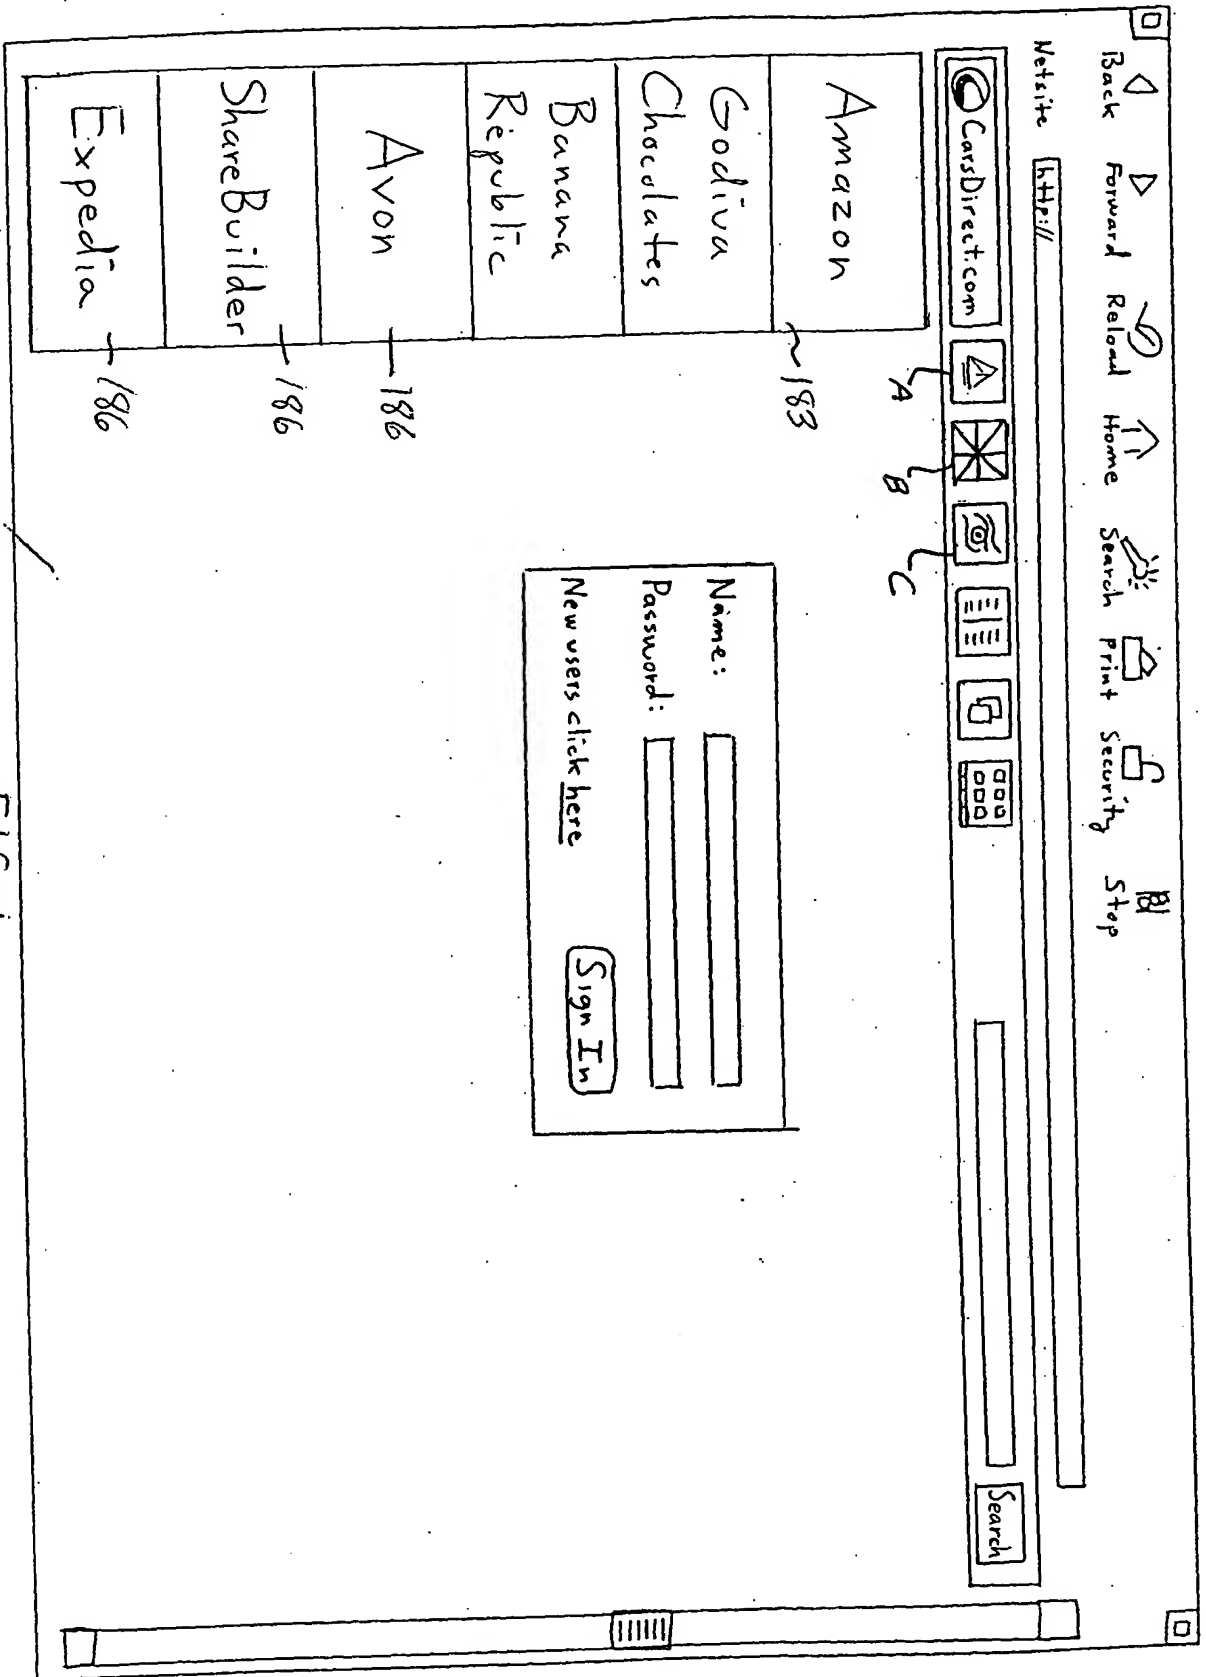 Back Forward Reload Home Search Print Security Stop
Netsite http://
CarsDirect.com Search
A B C
Amazon
183
Godiva
Chocolates
Banana
Republic
Avon
186
ShareBuilder
186
Expedia
186
Name:
Password:
New users click here
Sign In